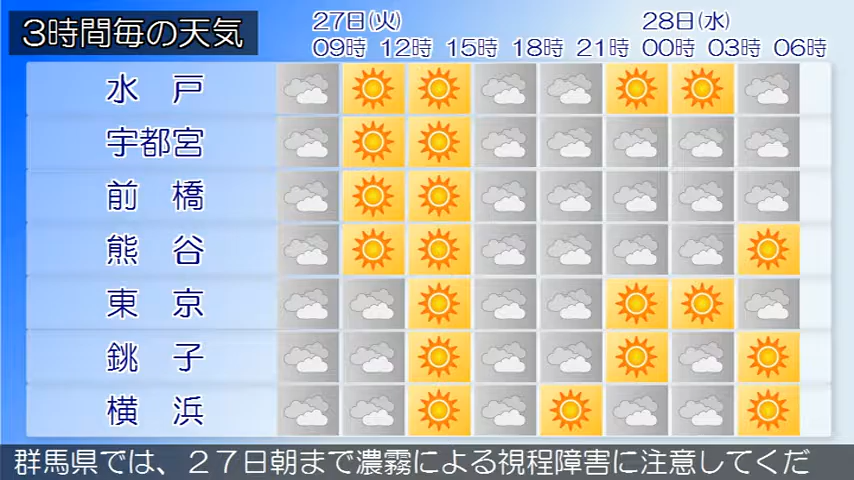 3時間毎の天気
27日(火) 28日(水)
09時 12時 15時 18時 21時 00時 03時 06時
水戸
宇都宮
前橋
熊谷
東京
銚子
横浜
群馬県では、27日朝まで濃霧による視程障害に注意してくだ